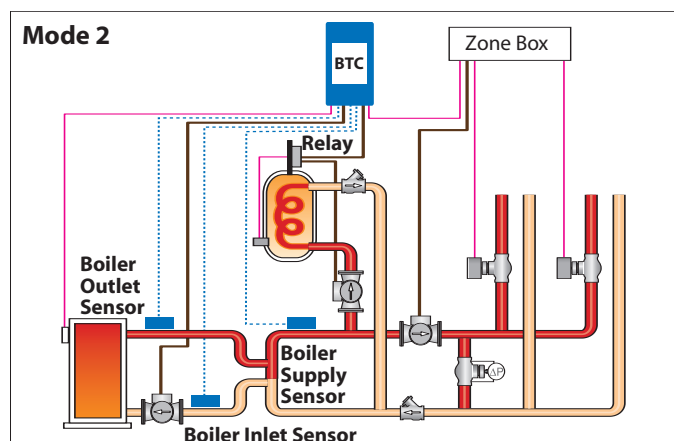 Mode 2
BTC
Zone Box
Relay
Boiler
Outlet
Sensor
Boiler
Supply
Sensor
ΔP
Boiler Inlet Sensor